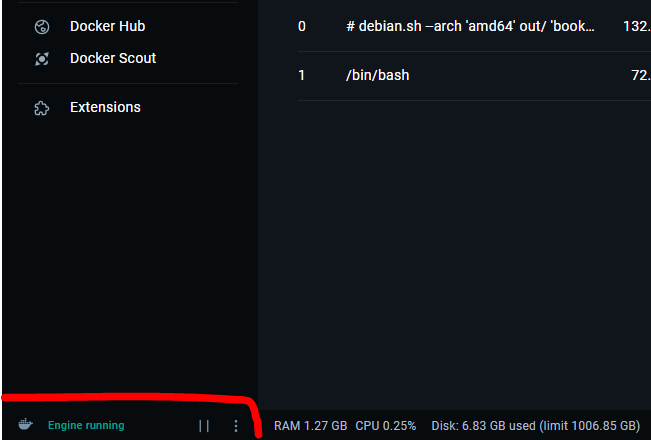 Docker Hub
Docker Scout
Extensions
0 # debian.sh --arch 'amd64' out/ 'book… 132.
1 /bin/bash 72.
Engine running
RAM 1.27 GB CPU 0.25% Disk: 6.83 GB used (limit 1006.85 GB)